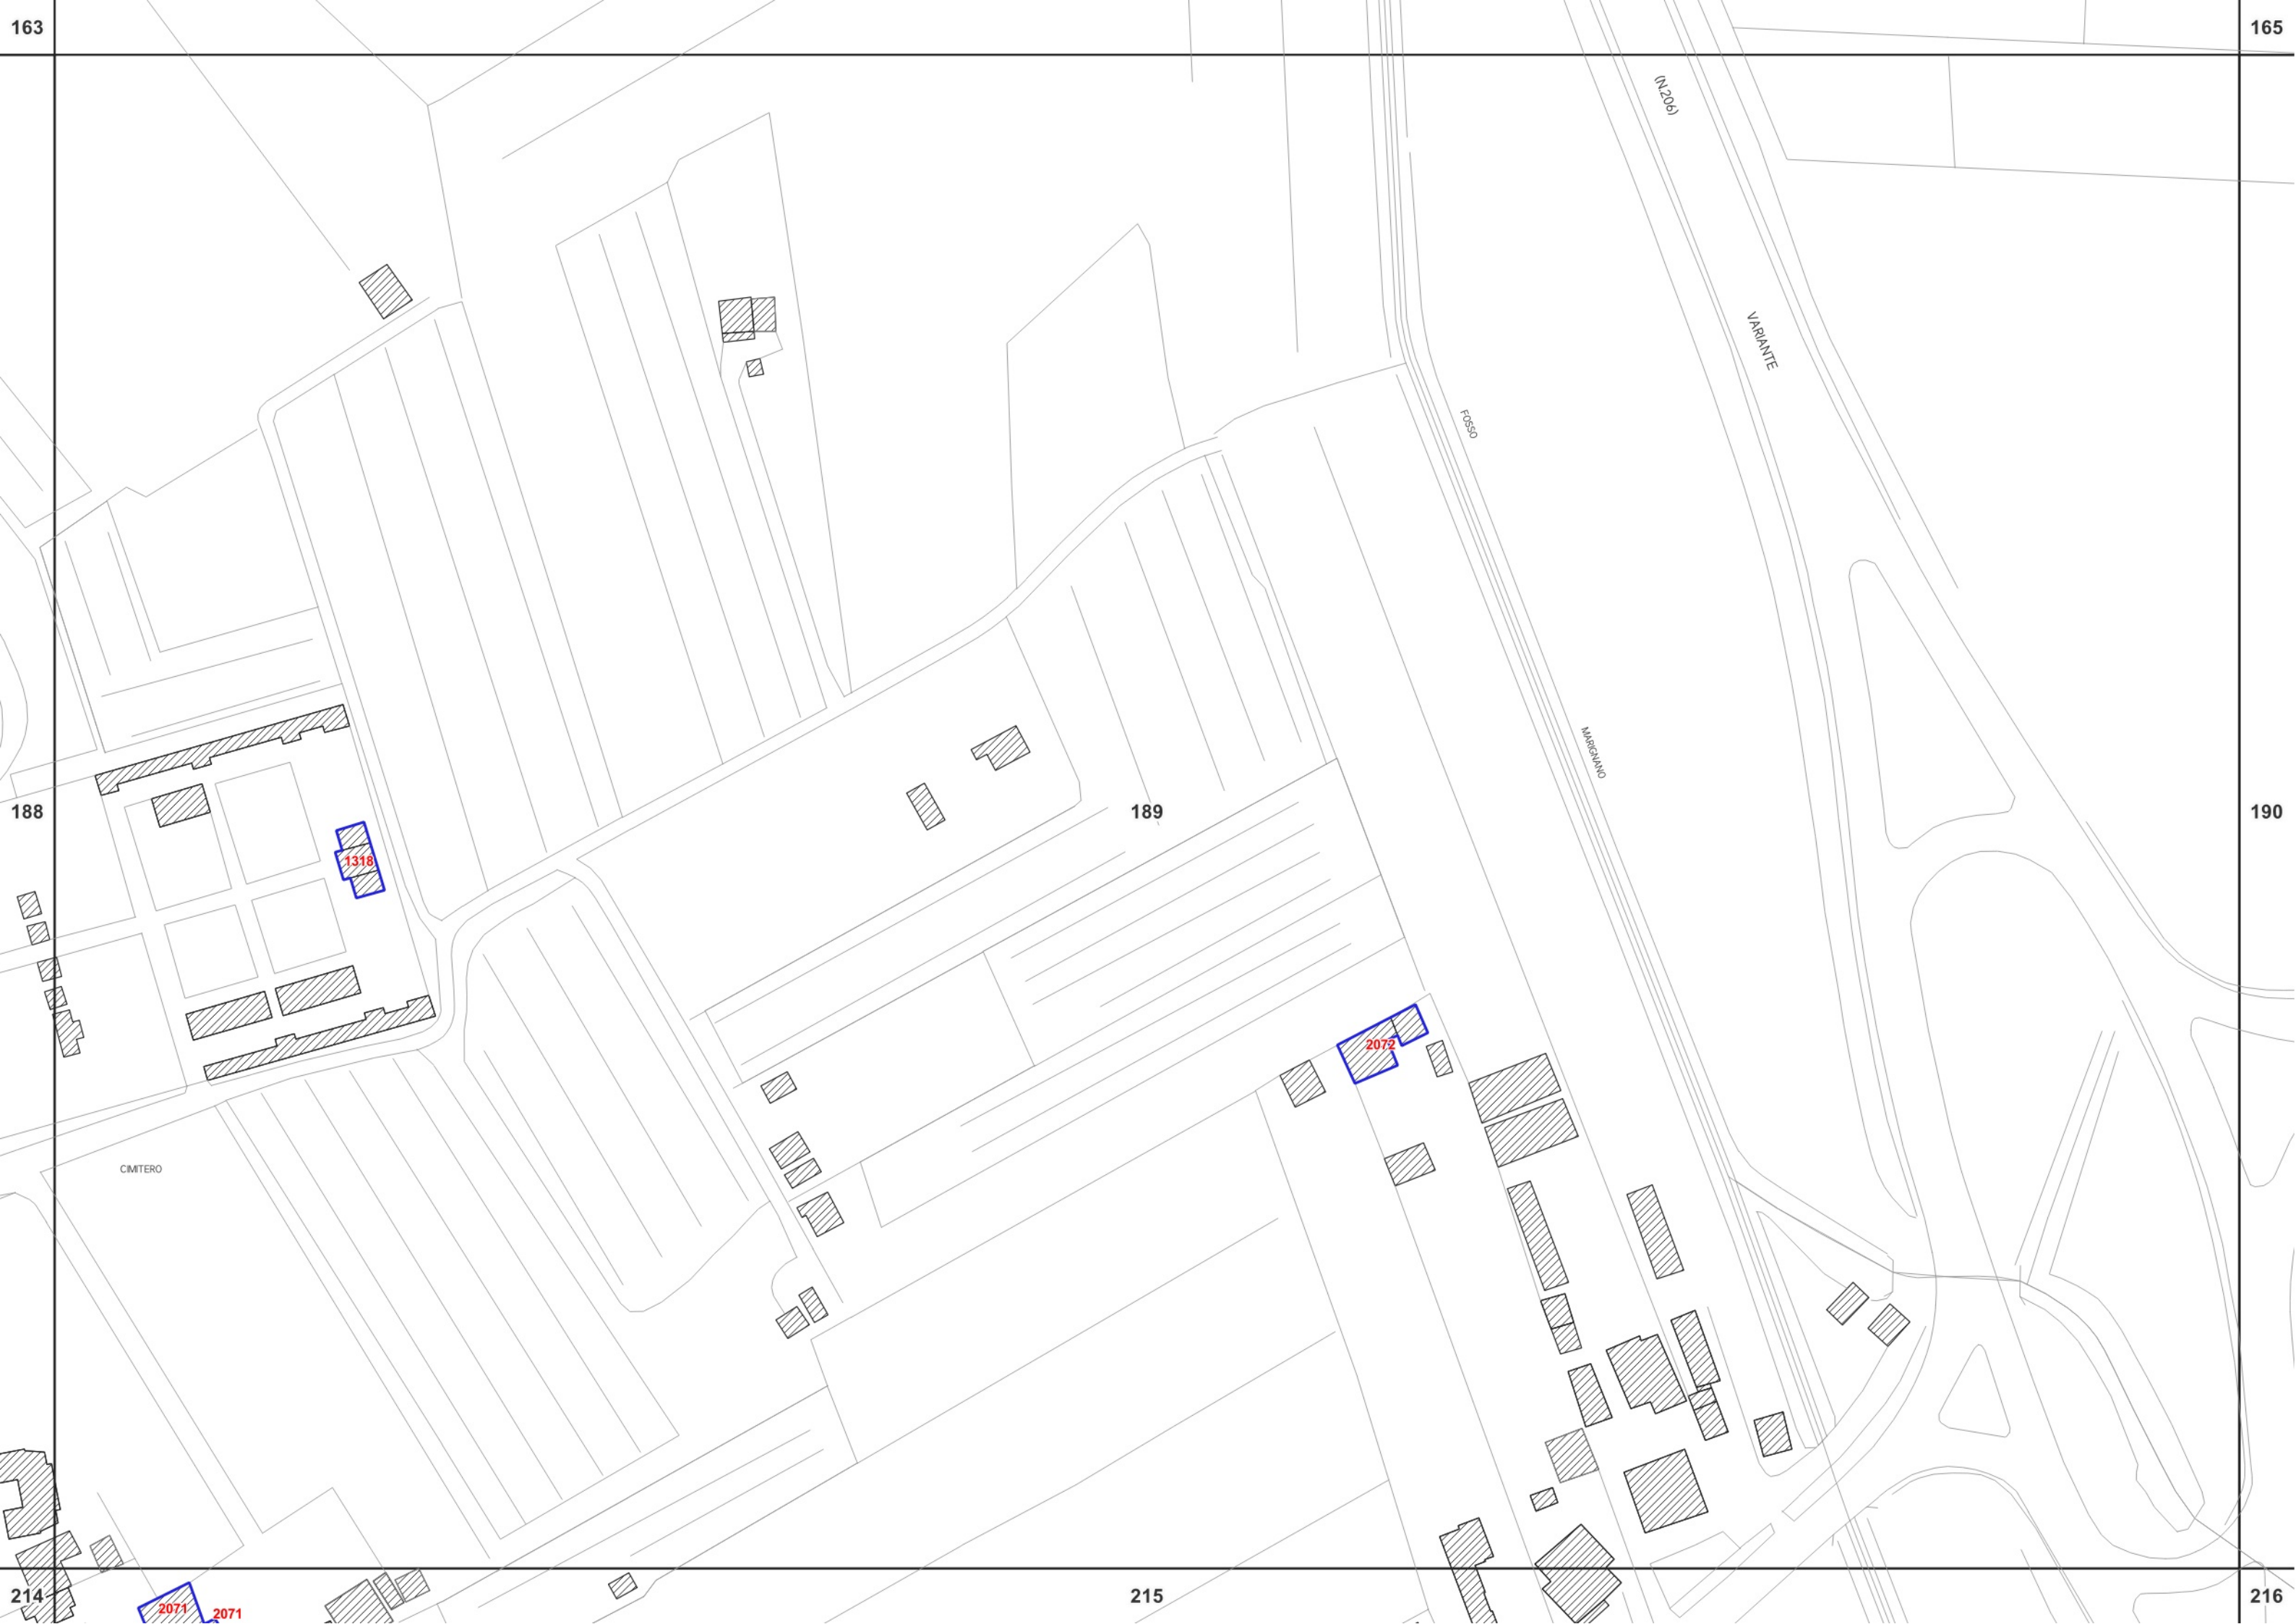 163
165
(N.206)
VARIANTE
FOSSO
MARIGNANO
188
189
190
1318
2072
CIMITERO
214
215
216
2071
2071